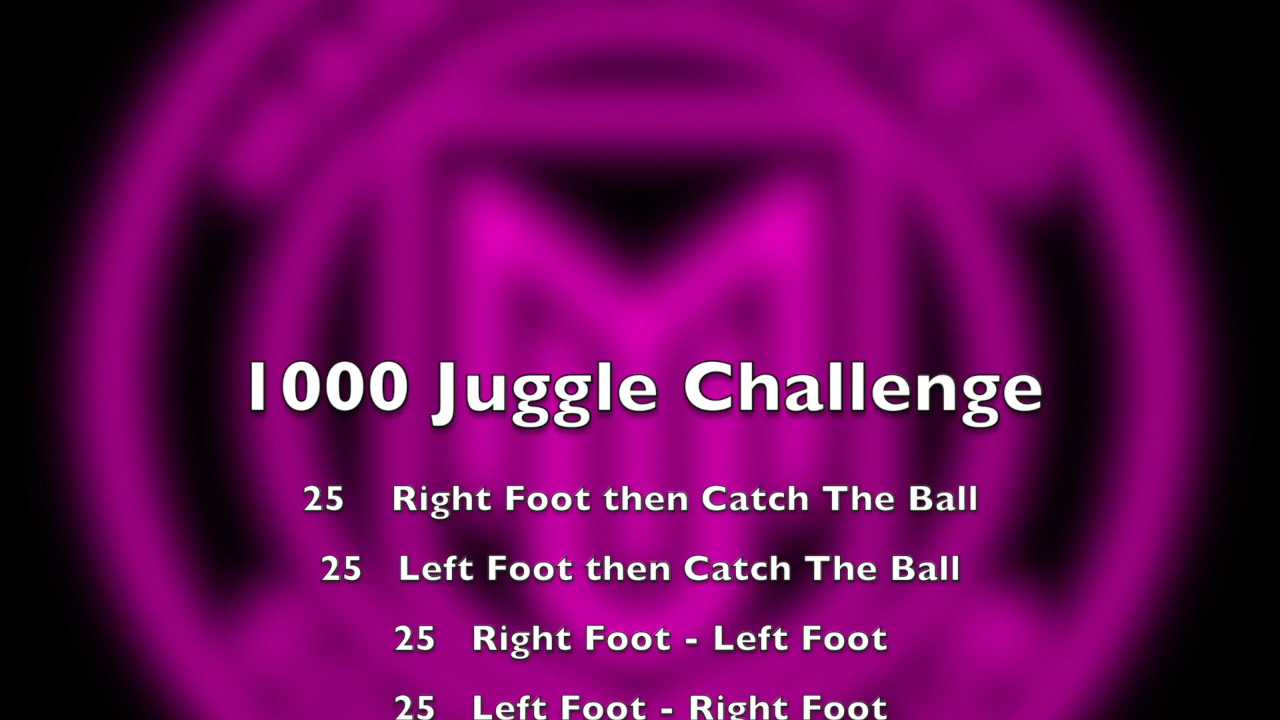 1000 Juggle Challenge
25 Right Foot then Catch The Ball
25 Left Foot then Catch The Ball
25 Right Foot - Left Foot
25 Left Foot - Right Foot